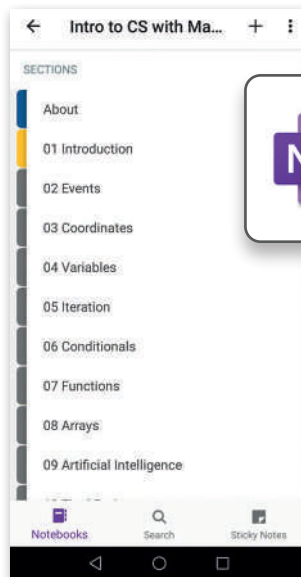 Intro to CS with Ma...
SECTIONS
About
01 Introduction
02 Events
03 Coordinates
04 Variables
05 Iteration
06 Conditionals
07 Functions
08 Arrays
09 Artificial Intelligence
N
Notebooks
Search
Sticky Notes